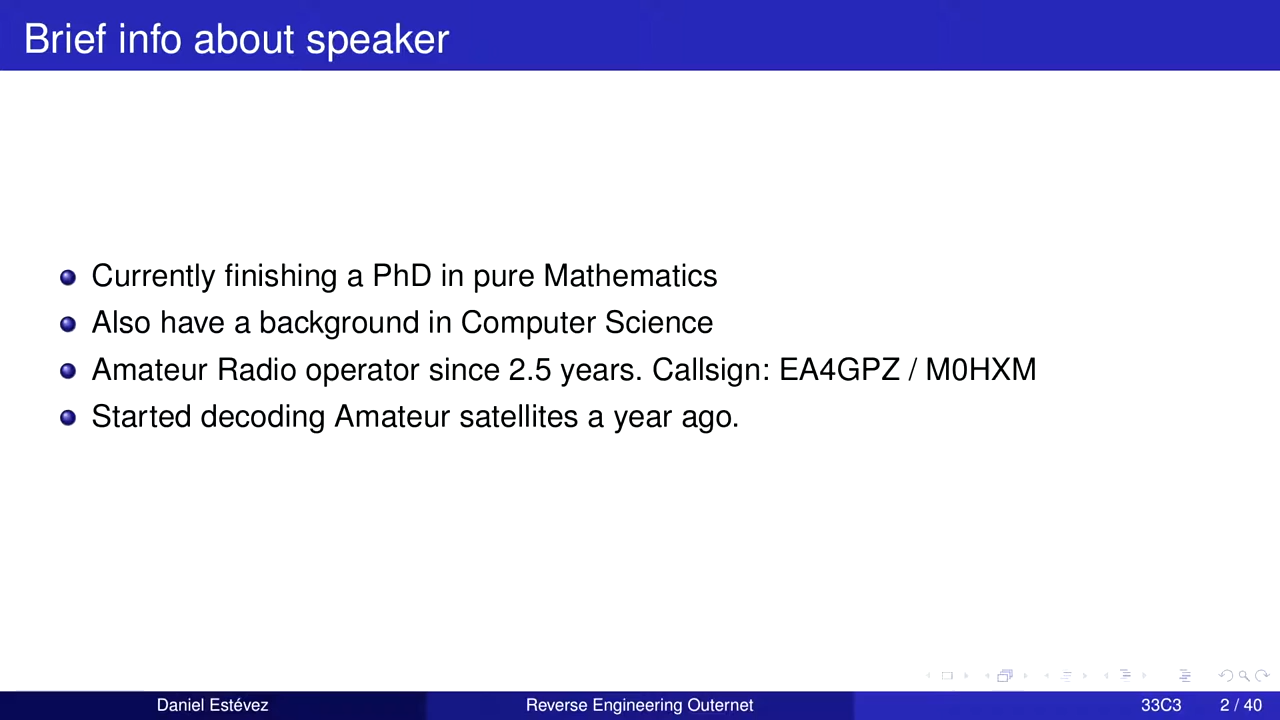 Brief info about speaker
Currently finishing a PhD in pure Mathematics
Also have a background in Computer Science
Amateur Radio operator since 2.5 years. Callsign: EA4GPZ / M0HXM
Started decoding Amateur satellites a year ago.
Daniel Estévez
Reverse Engineering Outernet
33C3
2 / 40